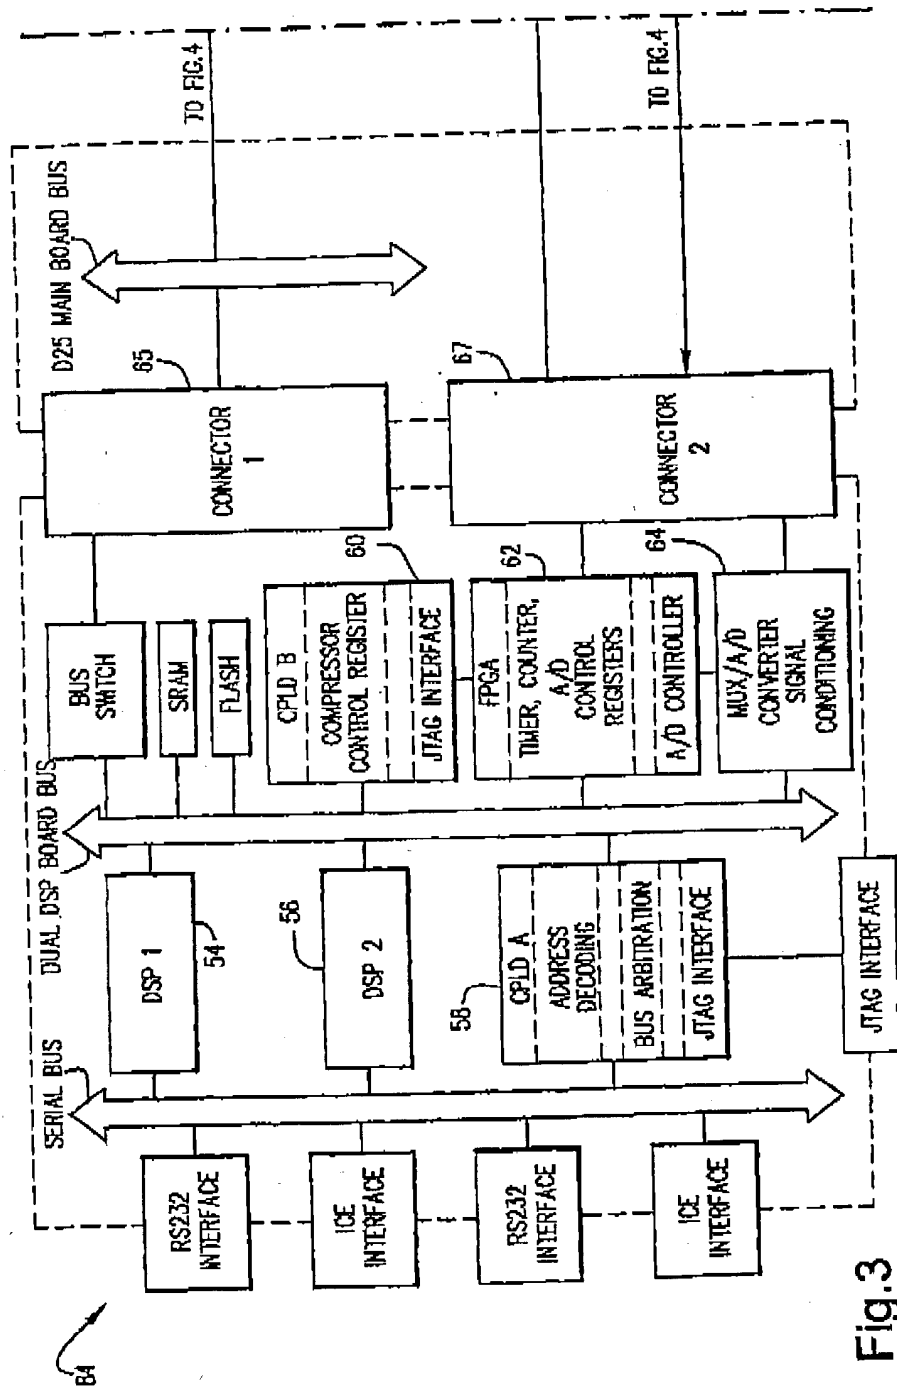 B4
SERIAL BUS
DUAL DSP BOARD BUS
D25 MAIN BOARD BUS
RS232
INTERFACE
ICE
INTERFACE
RS232
INTERFACE
ICE
INTERFACE
DSP 1
54
DSP 2
56
58
CPLD A
ADDRESS
DECODING
BUS ARBITRATION
JTAG INTERFACE
JTAG INTERFACE
BUS
SWITCH
SRAM
FLASH
CPLD B
COMPRESSOR
CONTROL REGISTER
JTAG INTERFACE
60
FPGA
TIMER, COUNTER,
A/D
CONTROL
REGISTERS
A/D CONTROLLER
62
MUX/A/D
CONVERTER
SIGNAL
CONDITIONING
64
CONNECTOR
1
65
CONNECTOR
2
67
TO FIG.4
TO FIG.4
Fig.3